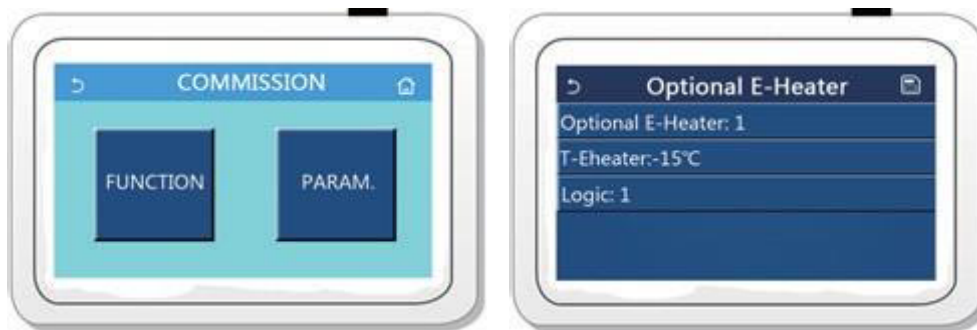 COMMISSION
FUNCTION
PARAM.
Optional E-Heater
Optional E-Heater: 1
T-Eheater:-15℃
Logic: 1